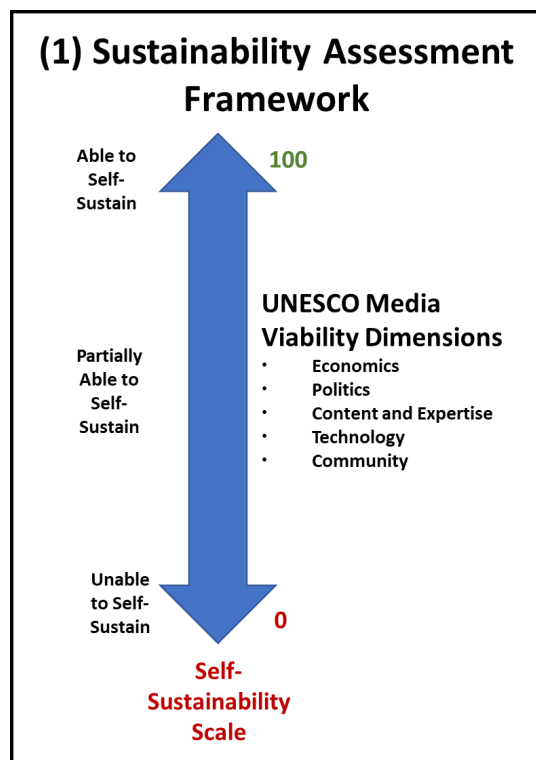 (1) Sustainability Assessment
Framework
Able to
Self-
Sustain
100
UNESCO Media
Viability Dimensions
• Economics
• Politics
• Content and Expertise
• Technology
• Community
Partially
Able to
Self-
Sustain
Unable
to Self-
Sustain
0
Self-
Sustainability
Scale